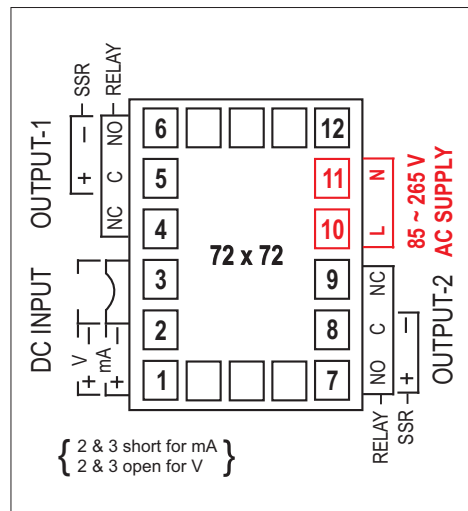 OUTPUT-1
+ − SSR
NC C NO RELAY
DC INPUT
+ V −
+ mA −
6
5
4
3
2
1
72 x 72
12
11
10
9
8
7
L N
85 ~ 265 V
AC SUPPLY
RELAY NO C NC
SSR + −
OUTPUT-2
{ 2 & 3 short for mA
2 & 3 open for V }